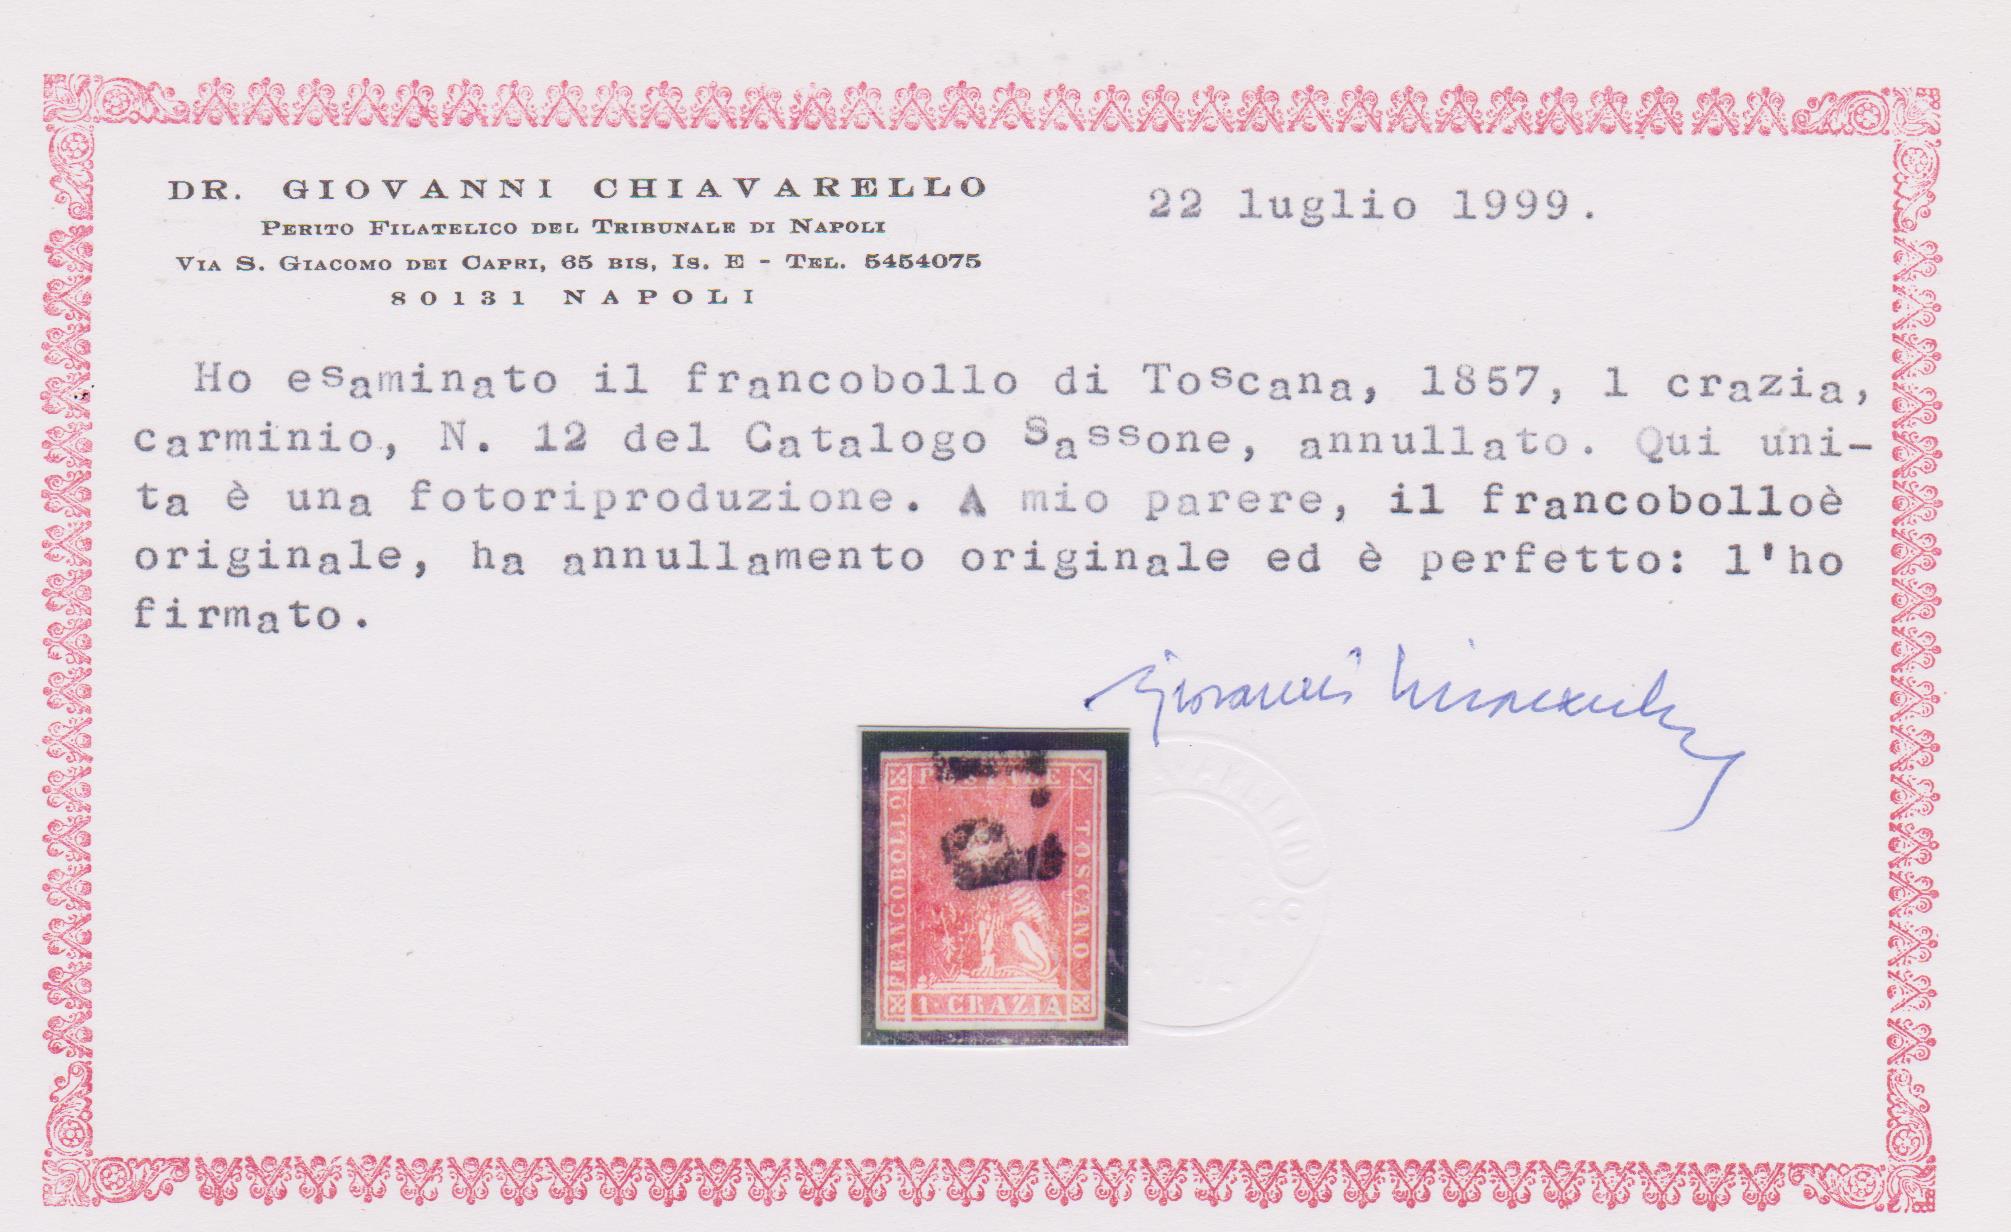 DR. GIOVANNI CHIAVARELLO
PERITO FILATELICO DEL TRIBUNALE DI NAPOLI
VIA S. GIACOMO DEI CAPRI, 65 BIS, IS. E - TEL. 5454075
80131 NAPOLI
22 luglio 1999.
Ho esaminato il francobollo di Toscana, 1857, 1 crazia,
carminio, N. 12 del Catalogo Sassone, annullato. Qui uni-
ta è una fotoriproduzione. A mio parere, il francobolloè
originale, ha annullamento originale ed è perfetto: l'ho
firmato.
FRANCOBOLLO
TOSCANO
1 CRAZIA